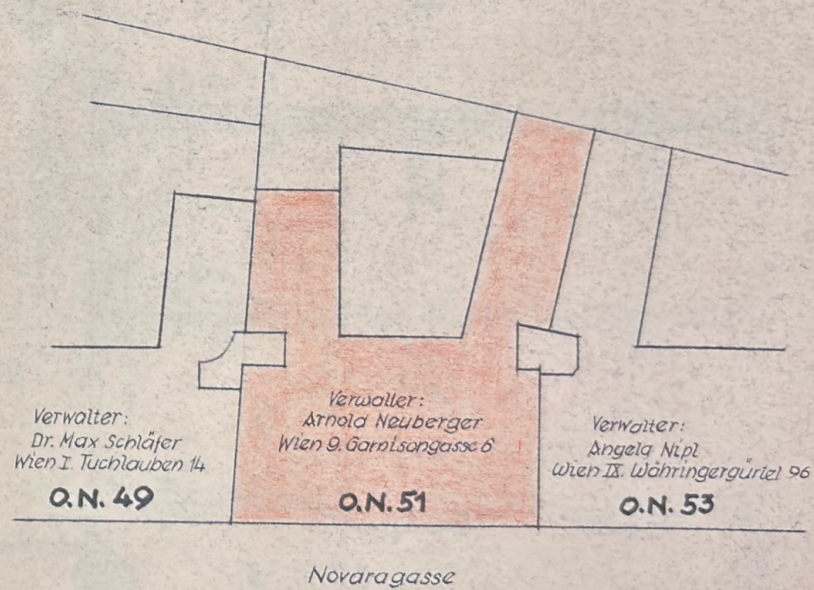 Verwalter:
Dr. Max Schläfer
Wien I. Tuchlauben 14
O.N. 49
Verwalter:
Arnold Neuberger
Wien 9. Garnisongasse 6
O.N. 51
Verwalter:
Angela Nipl
Wien IX. Währingergürtel 96
O.N. 53
Novaragasse